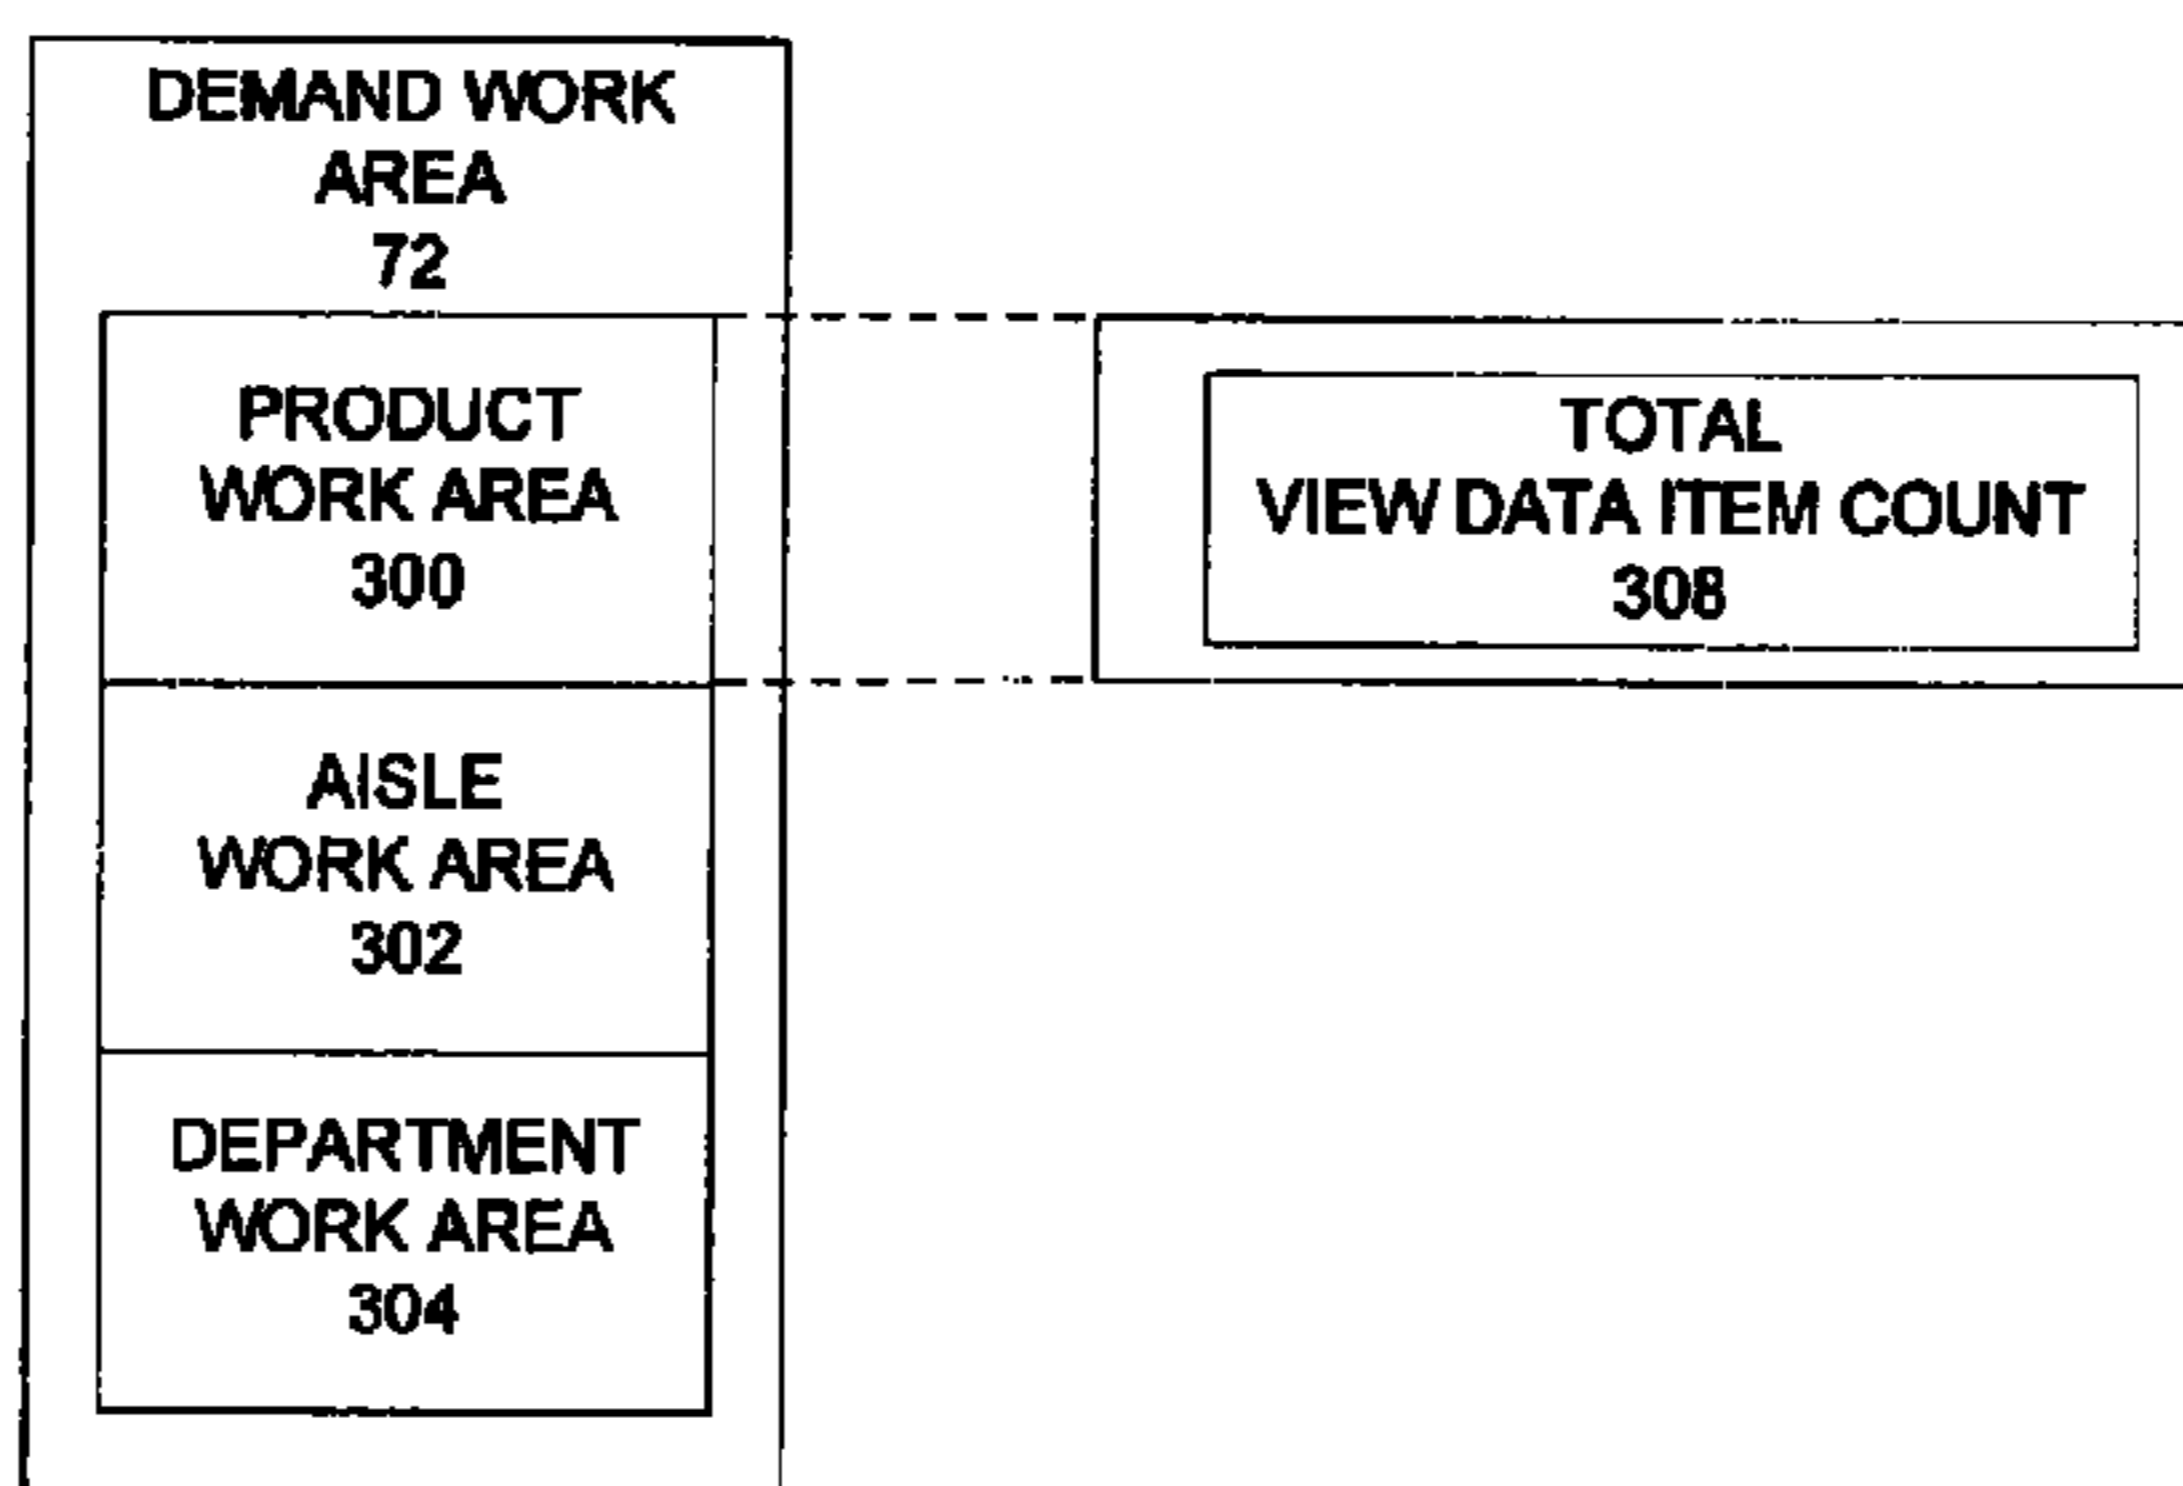 DEMAND WORK
AREA
72
PRODUCT
WORK AREA
300
TOTAL
VIEW DATA ITEM COUNT
308
AISLE
WORK AREA
302
DEPARTMENT
WORK AREA
304